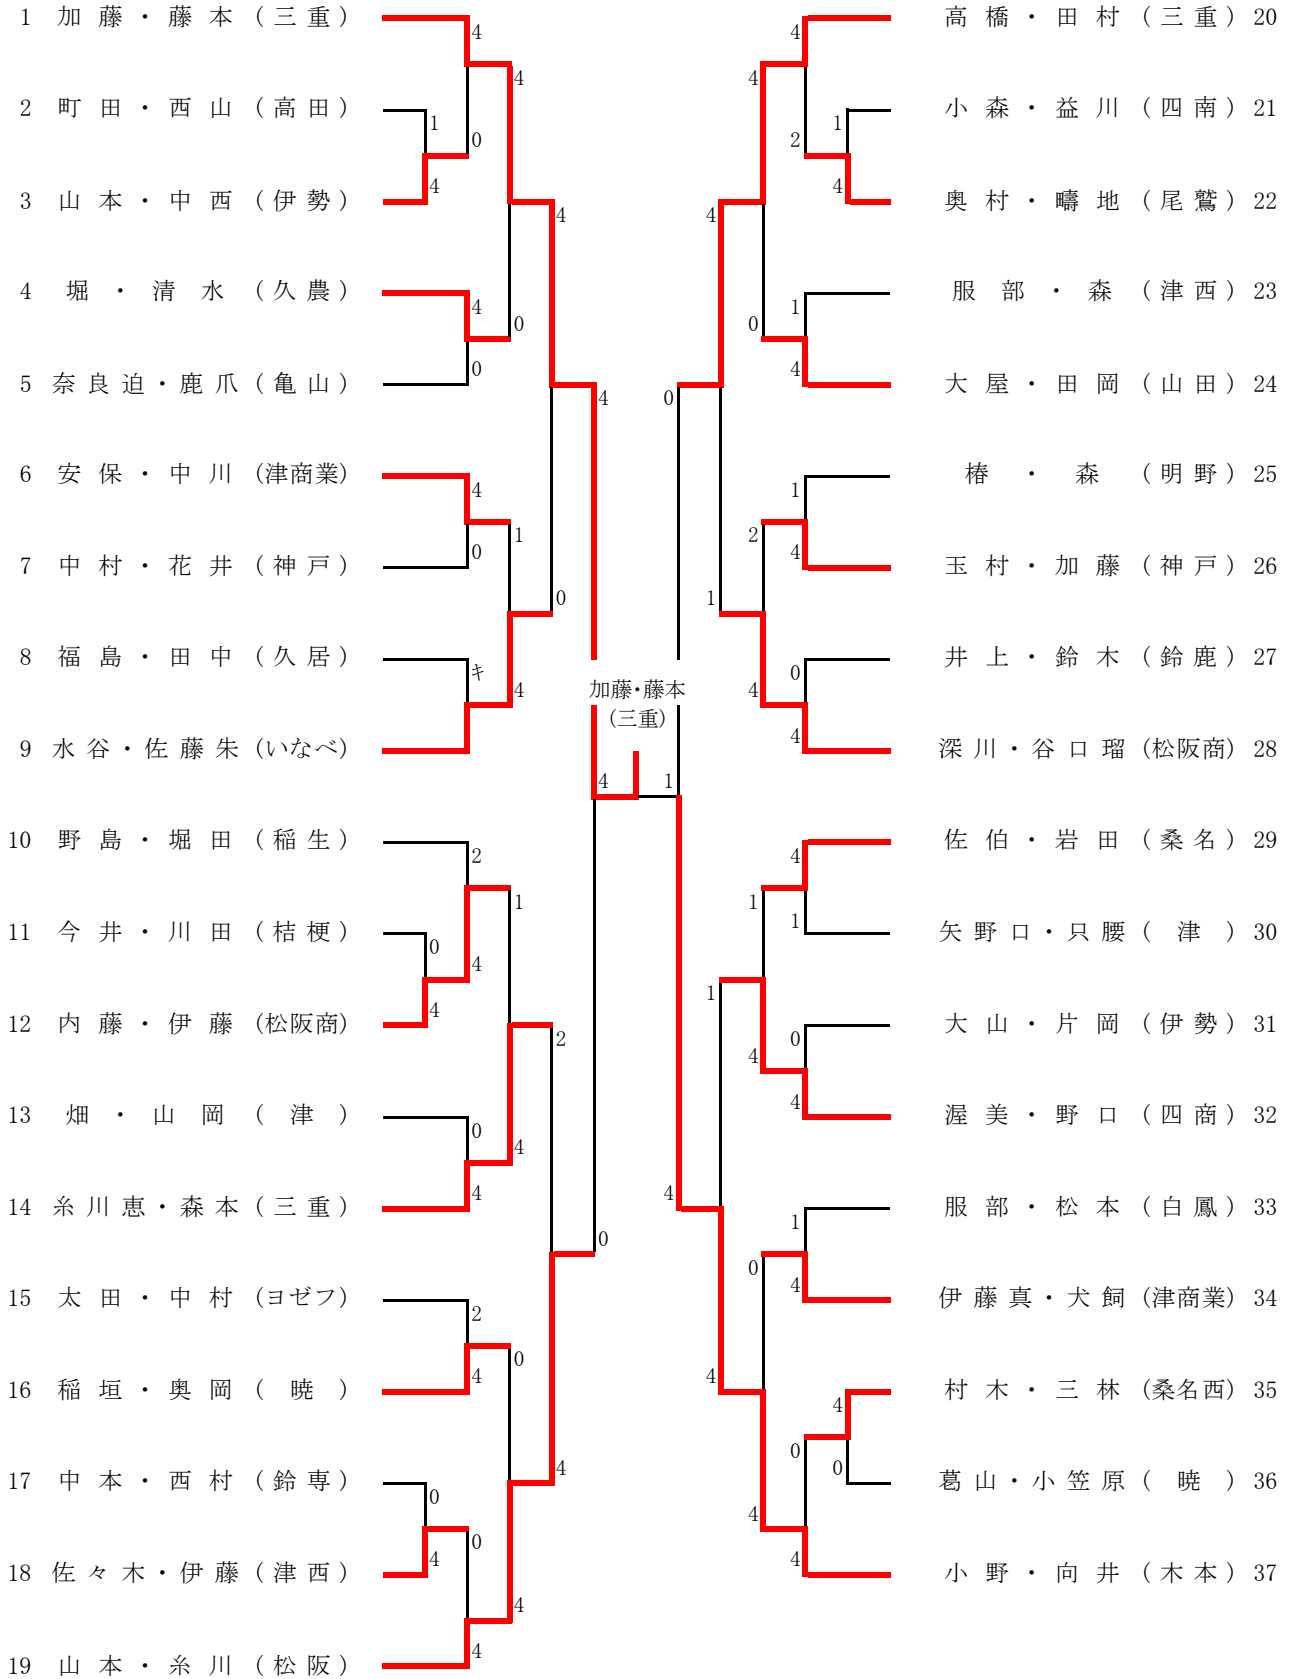 1 加藤・藤本(三重)
2 町田・西山(高田)
3 山本・中西(伊勢)
4 堀・清水(久農)
5 奈良迫・鹿爪(亀山)
6 安保・中川(津商業)
7 中村・花井(神戸)
8 福島・田中(久居)
9 水谷・佐藤朱(いなべ)
10 野島・堀田(稲生)
11 今井・川田(桔梗)
12 内藤・伊藤(松阪商)
13 畑・山岡(津)
14 糸川恵・森本(三重)
15 太田・中村(ヨゼフ)
16 稲垣・奥岡(暁)
17 中本・西村(鈴専)
18 佐々木・伊藤(津西)
19 山本・糸川(松阪)
4
1
4
0
4
0
4
0
キ
2
0
4
4
0
4
2
4
0
4
0
4
4
0
1
4
1
4
0
4
4
0
2
4
4
0
加藤・藤本
(三重)
4
1
0
4
4
1
1
4
4
0
2
4
1
4
0
4
4
2
1
4
1
4
1
4
0
4
4
1
0
4
1
4
4
0
0
4
高橋・田村(三重) 20
小森・益川(四南) 21
奥村・疇地(尾鷲) 22
服部・森(津西) 23
大屋・田岡(山田) 24
椿・森(明野) 25
玉村・加藤(神戸) 26
井上・鈴木(鈴鹿) 27
深川・谷口瑠(松阪商) 28
佐伯・岩田(桑名) 29
矢野口・只腰(津) 30
大山・片岡(伊勢) 31
渥美・野口(四商) 32
服部・松本(白鳳) 33
伊藤真・犬飼(津商業) 34
村木・三林(桑名西) 35
葛山・小笠原(暁) 36
小野・向井(木本) 37